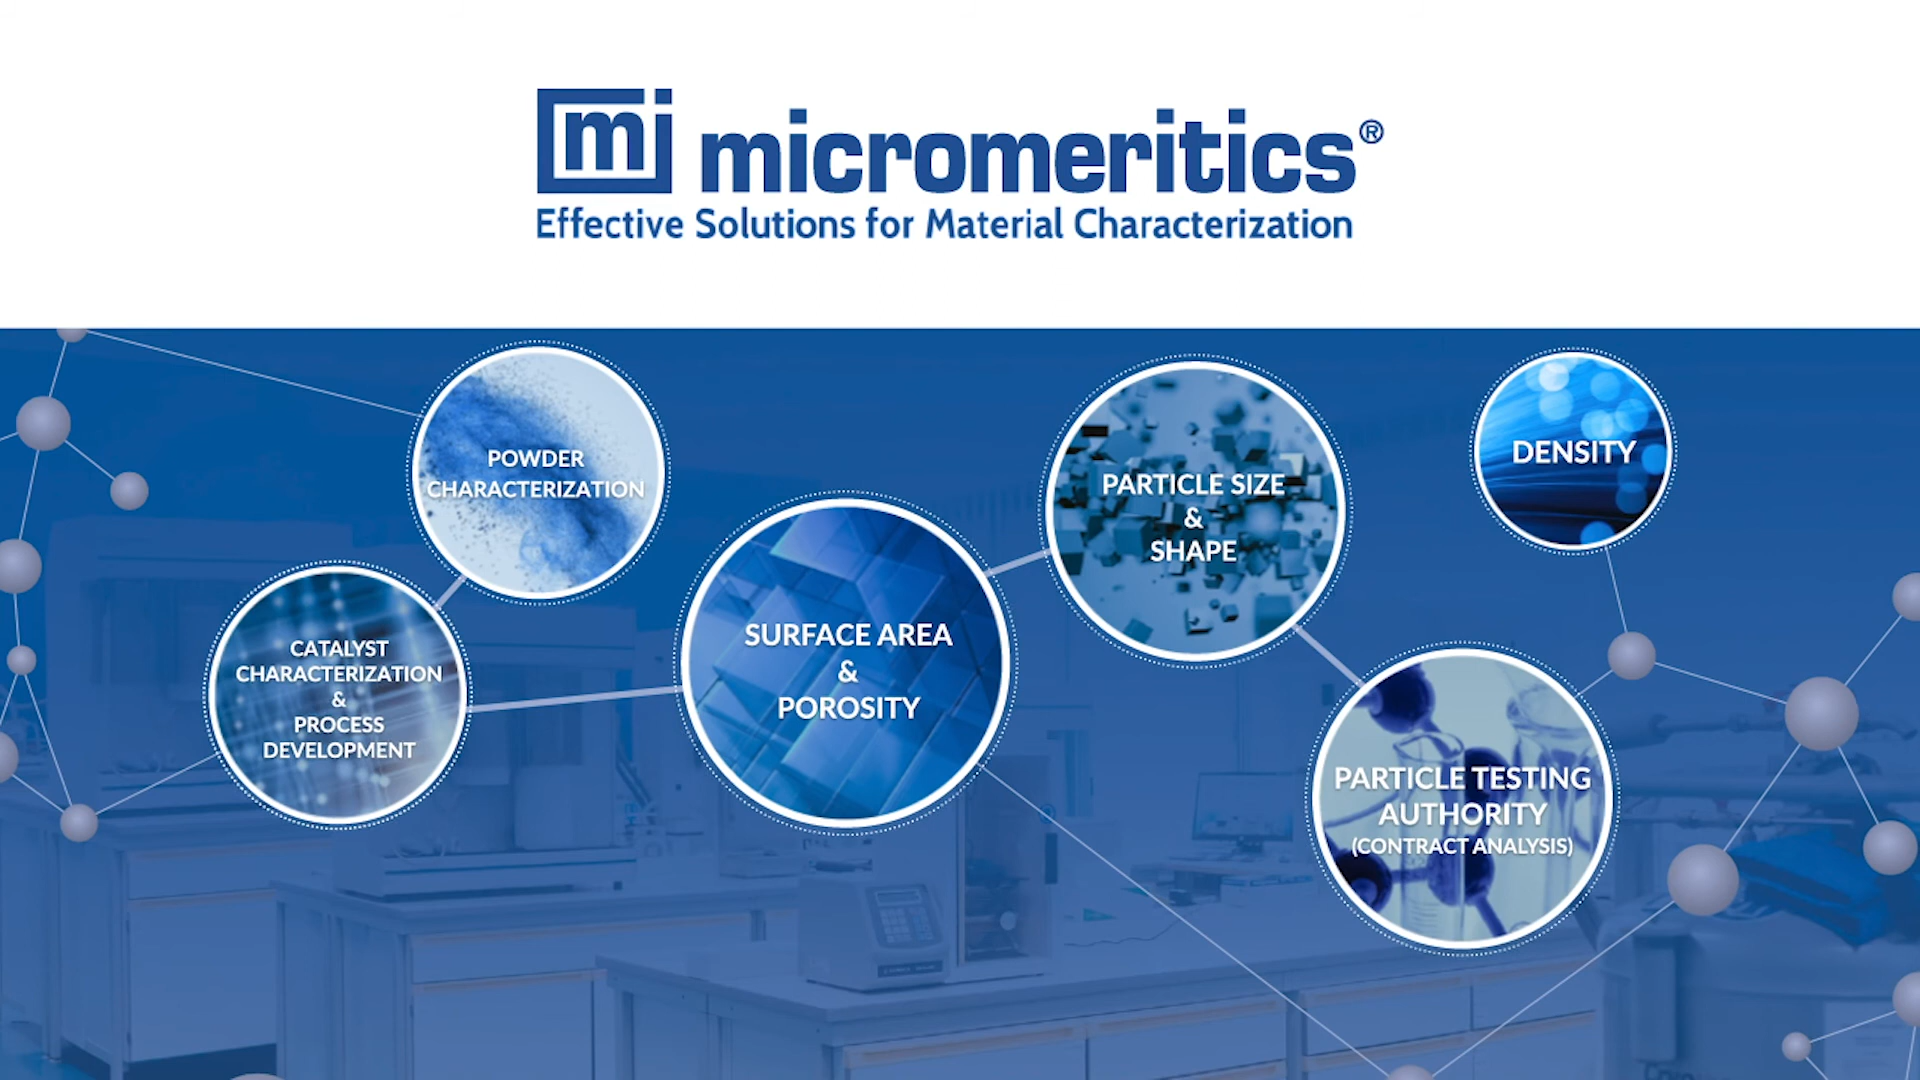 mi micromeritics®
Effective Solutions for Material Characterization
POWDER
CHARACTERIZATION
CATALYST
CHARACTERIZATION
&
PROCESS
DEVELOPMENT
SURFACE AREA
&
POROSITY
PARTICLE SIZE
&
SHAPE
DENSITY
PARTICLE TESTING
AUTHORITY
(CONTRACT ANALYSIS)